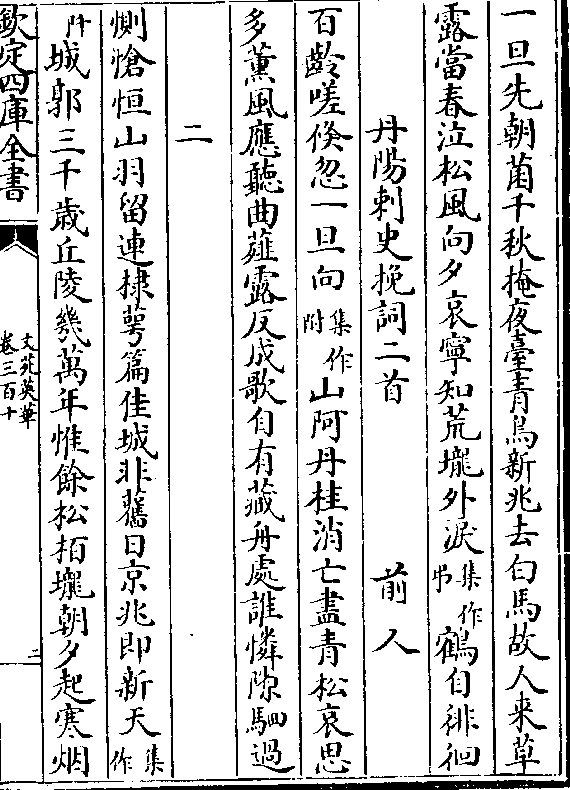 一旦先朝菌千秋掩夜臺青烏新兆去白馬故人来草
露當春泣松風向夕哀寧知荒壠外淚集作弔鶴自徘徊
丹陽刺史挽詞二首 前人
百齡嗟倐忽一旦向集作附山阿丹桂消亡盡青松哀思
多薰風應聽曲薤露反成歌自有藏舟處誰憐隙駟過
二
惻愴恒山羽留連棣蕚篇佳城非舊日京兆即新天集作
阡城郭三千歲丘陵幾萬年惟餘松柏壠朝夕起寒烟
欽定四庫全書
文苑英華
卷三百十
二